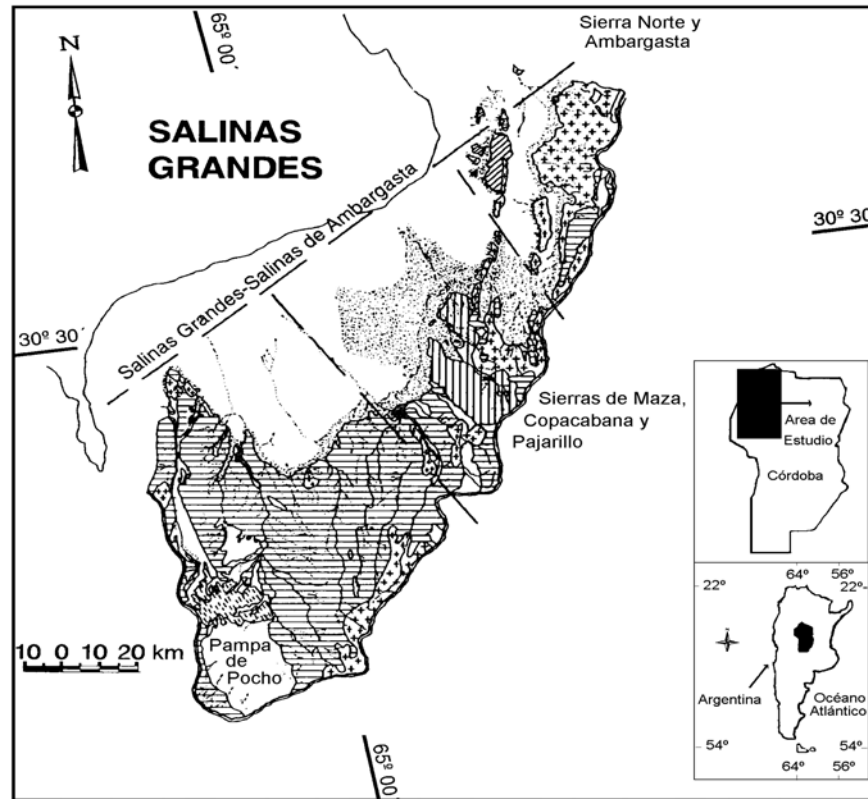 65º 00´
Sierra Norte y
Ambargasta
N
SALINAS
GRANDES
30º 30´
Salinas Grandes-Salinas de Ambargasta
30º 30´
Sierras de Maza,
Copacabana y
Pajarillo
Area de
Estudio
Córdoba
64º 56º
22º 22º
Pampa
de
Pocho
10 0 10 20 km
Argentina
Océano
Atlántico
54º 54º
64º 56º
65º 00´